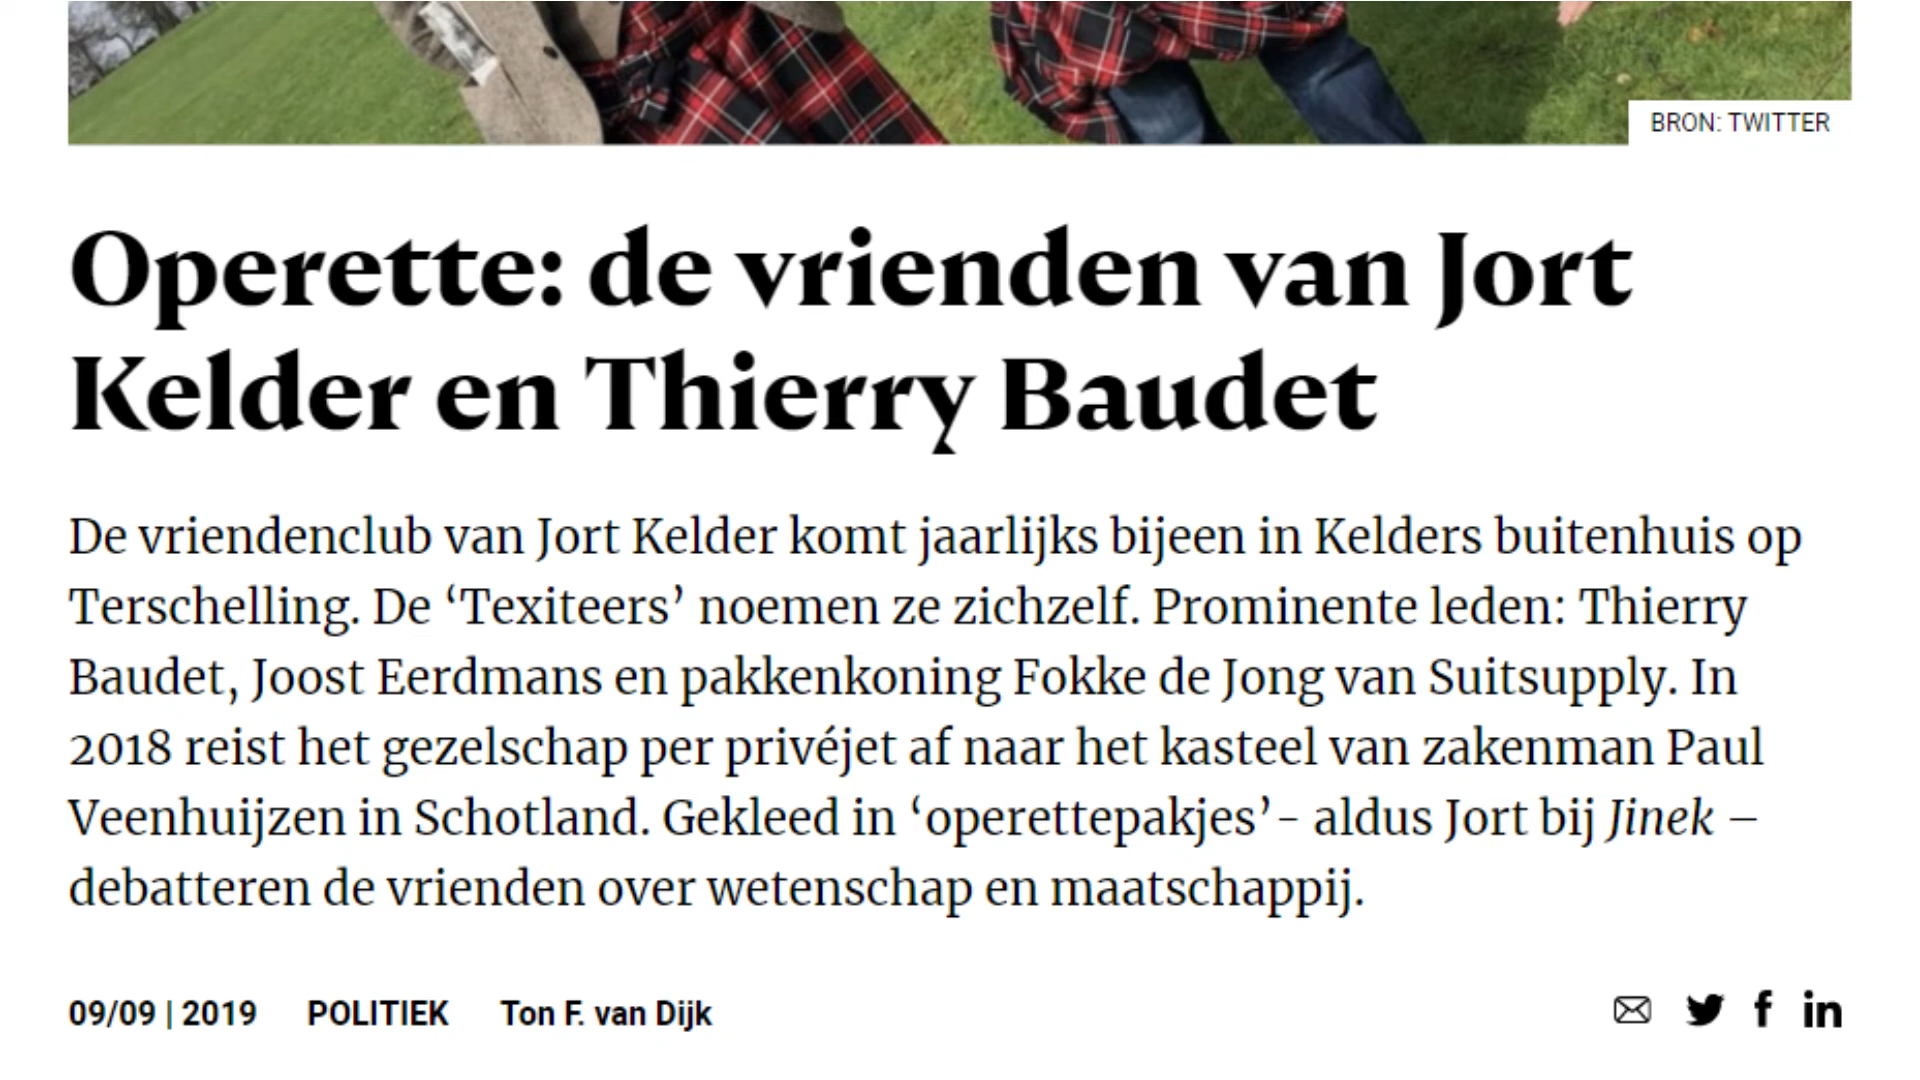 BRON: TWITTER
Operette: de vrienden van Jort
Kelder en Thierry Baudet
De vriendenclub van Jort Kelder komt jaarlijks bijeen in Kelders buitenhuis op
Terschelling. De ‘Texiteers’ noemen ze zichzelf. Prominente leden: Thierry
Baudet, Joost Eerdmans en pakkenkoning Fokke de Jong van Suitsupply. In
2018 reist het gezelschap per privéjet af naar het kasteel van zakenman Paul
Veenhuijzen in Schotland. Gekleed in ‘operettepakjes’- aldus Jort bij Jinek –
debatteren de vrienden over wetenschap en maatschappij.
09/09 | 2019 POLITIEK Ton F. van Dijk